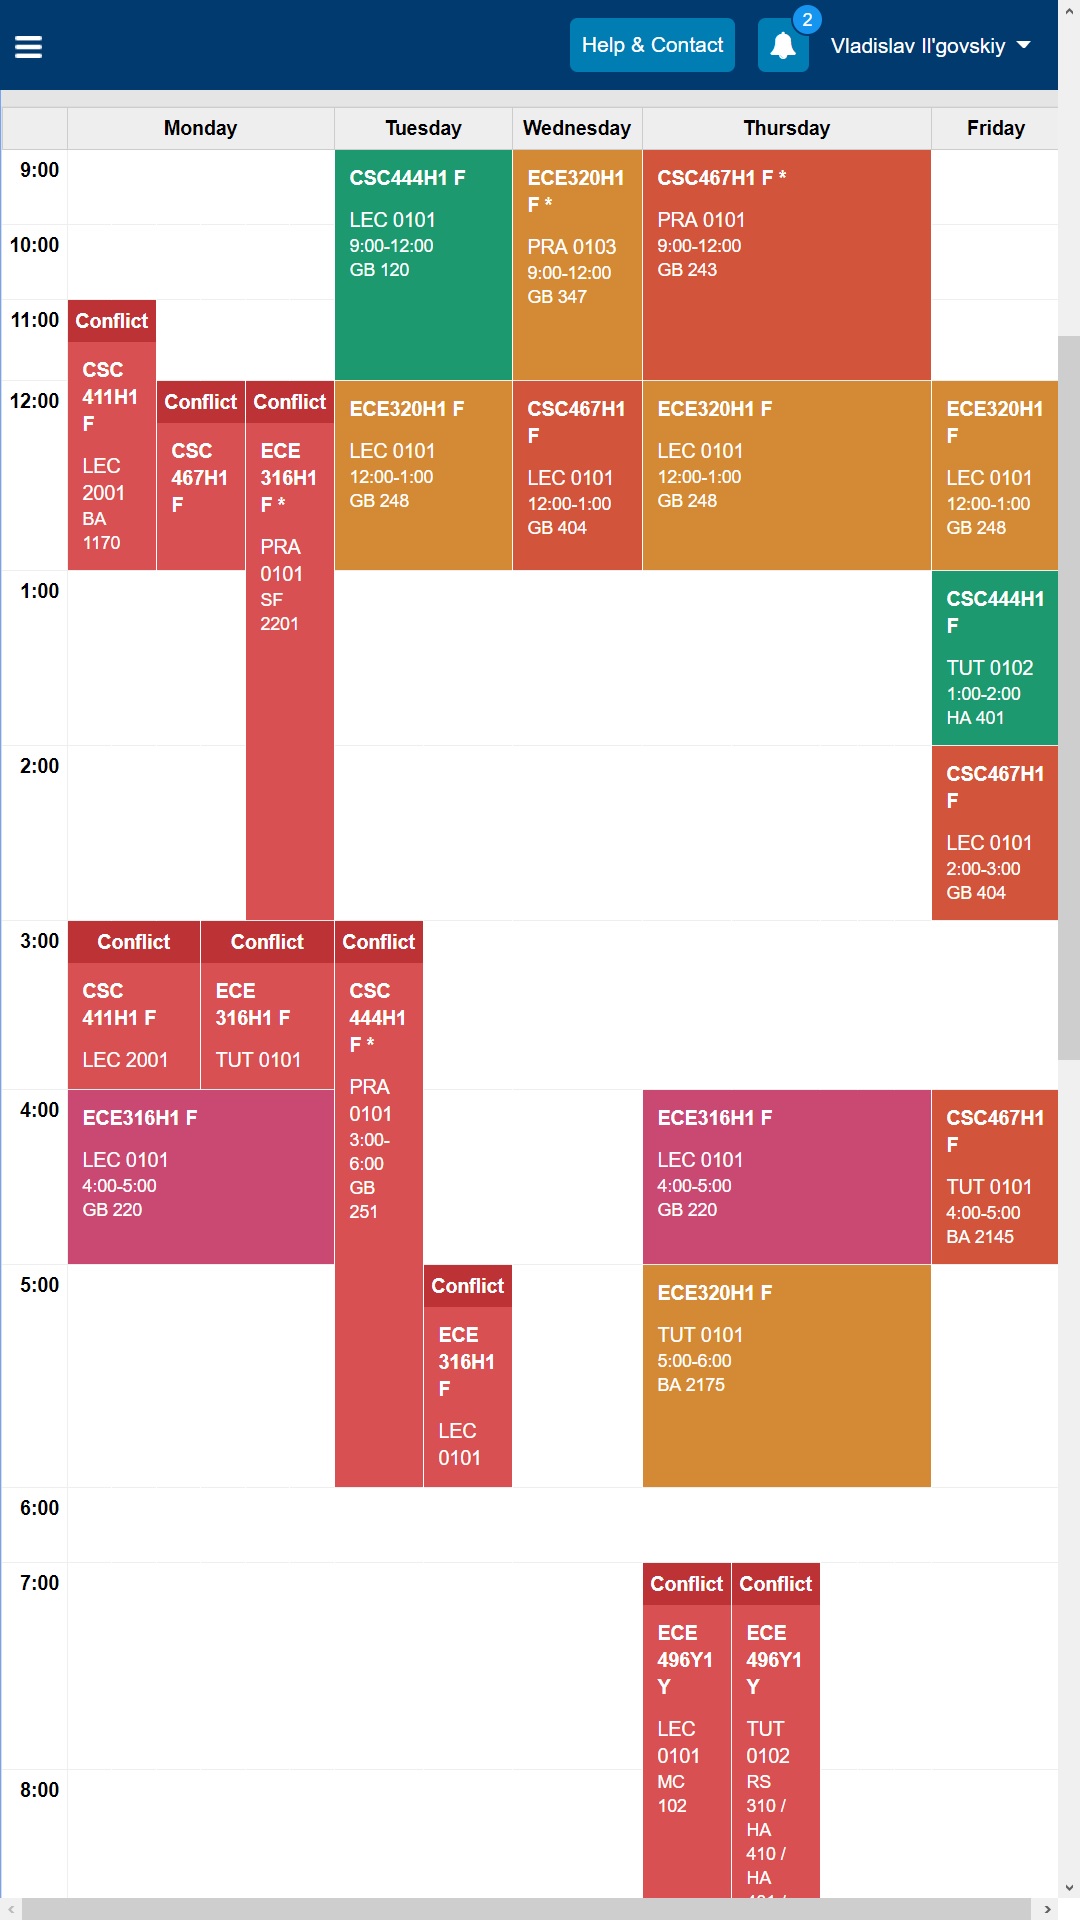 Help & Contact
2
Vladislav Il'govskiy
Monday
Tuesday
Wednesday
Thursday
Friday
9:00
CSC444H1 F
LEC 0101
9:00-12:00
GB 120
ECE320H1
F *
PRA 0103
9:00-12:00
GB 347
CSC467H1 F *
PRA 0101
9:00-12:00
GB 243
10:00
11:00
Conflict
CSC
411H1
F
LEC
2001
BA
1170
12:00
Conflict
CSC
467H1
F
Conflict
ECE
316H1
F *
PRA
0101
SF
2201
ECE320H1 F
LEC 0101
12:00-1:00
GB 248
CSC467H1
F
LEC 0101
12:00-1:00
GB 404
ECE320H1 F
LEC 0101
12:00-1:00
GB 248
ECE320H1
F
LEC 0101
12:00-1:00
GB 248
1:00
CSC444H1
F
TUT 0102
1:00-2:00
HA 401
2:00
CSC467H1
F
LEC 0101
2:00-3:00
GB 404
3:00
Conflict
CSC
411H1 F
LEC 2001
Conflict
ECE
316H1 F
TUT 0101
Conflict
CSC
444H1
F *
PRA
0101
3:00-
6:00
GB
251
4:00
ECE316H1 F
LEC 0101
4:00-5:00
GB 220
ECE316H1 F
LEC 0101
4:00-5:00
GB 220
CSC467H1
F
TUT 0101
4:00-5:00
BA 2145
5:00
Conflict
ECE
316H1
F
LEC
0101
ECE320H1 F
TUT 0101
5:00-6:00
BA 2175
6:00
7:00
Conflict
ECE
496Y1
Y
LEC
0101
MC
102
Conflict
ECE
496Y1
Y
TUT
0102
RS
310 /
HA
410 /
HA
8:00